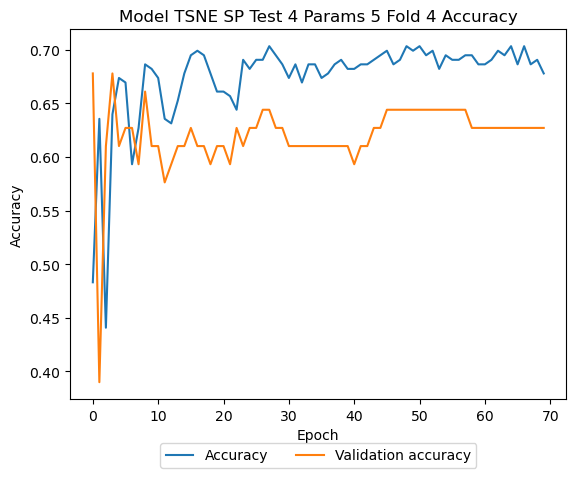 Model TSNE SP Test 4 Params 5 Fold 4 Accuracy
0.70
0.65
0.60
0.55
0.50
0.45
0.40
Accuracy
0 10 20 30 40 50 60 70
Epoch
Accuracy Validation accuracy